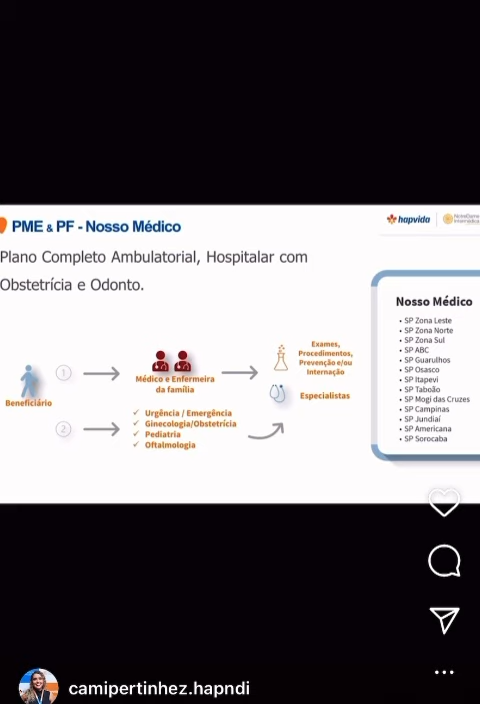 PME & PF - Nosso Médico
hapvida
NotreDame
Intermédica
Plano Completo Ambulatorial, Hospitalar com
Obstetrícia e Odonto.
Beneficiário
1
Médico e Enfermeira
da família
Exames,
Procedimentos,
Prevenção e/ou
Internação
Especialistas
2
✓ Urgência / Emergência
✓ Ginecologia/Obstetrícia
✓ Pediatria
✓ Oftalmologia
Nosso Médico
• SP Zona Leste
• SP Zona Norte
• SP Zona Sul
• SP ABC
• SP Guarulhos
• SP Osasco
• SP Itapevi
• SP Taboão
• SP Mogi das Cruzes
• SP Campinas
• SP Jundiaí
• SP Americana
• SP Sorocaba
camipertinhez.hapndi